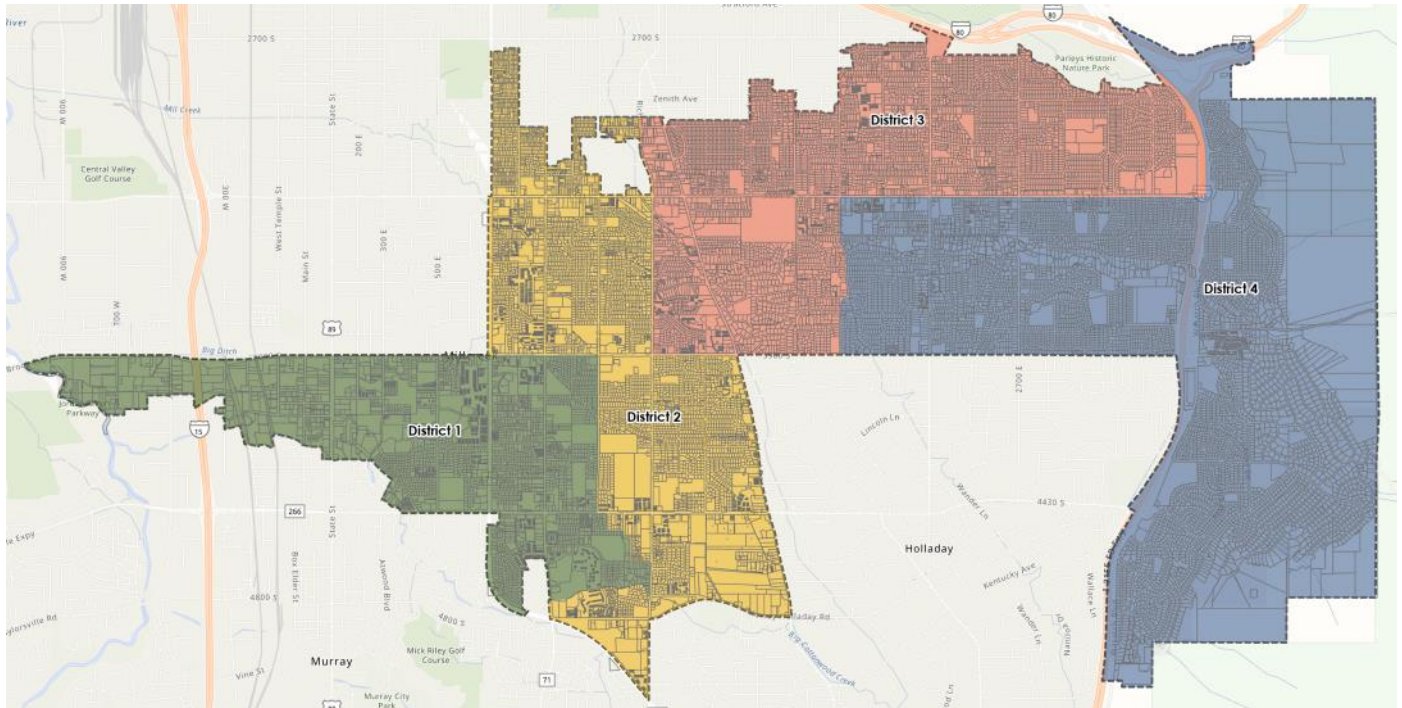 River
2700 S
2700 S
80
80
Parleys Historic
Nature Park
900 W
Mill Creek
State St
Zenith Ave
200 E
District 3
Central Valley
Golf Course
300 W
West Temple St
Main St
300 E
500 E
900 W
700 W
District 4
89
Big Ditch
2700 E
Parkway
15
District 1
District 2
Lincoln Ln
Wander Ln
4430 S
266
State St
Holladay
Box Elder St
Atwood Blvd
Kentucky Ave
Wallace Ln
4800 S
4800 S
Wander Ln
Naniloa Dr
Murray
Vine St
Mick Riley Golf
Course
71
Big Cottonwood Creek
Murray City
Park